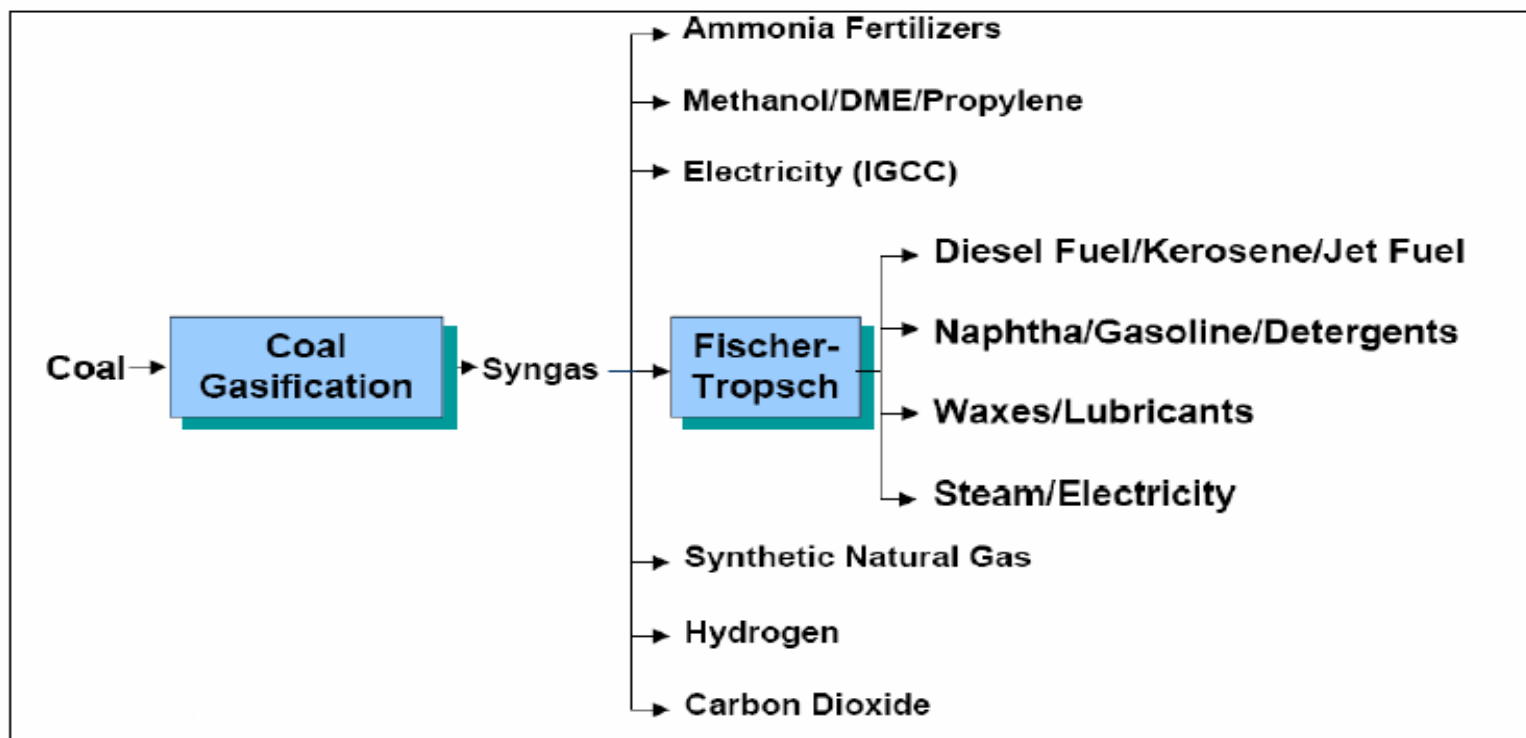 Ammonia Fertilizers
Methanol/DME/Propylene
Electricity (IGCC)
Diesel Fuel/Kerosene/Jet Fuel
Naphtha/Gasoline/Detergents
Coal
Coal
Gasification
Syngas
Fischer-
Tropsch
Waxes/Lubricants
Steam/Electricity
Synthetic Natural Gas
Hydrogen
Carbon Dioxide